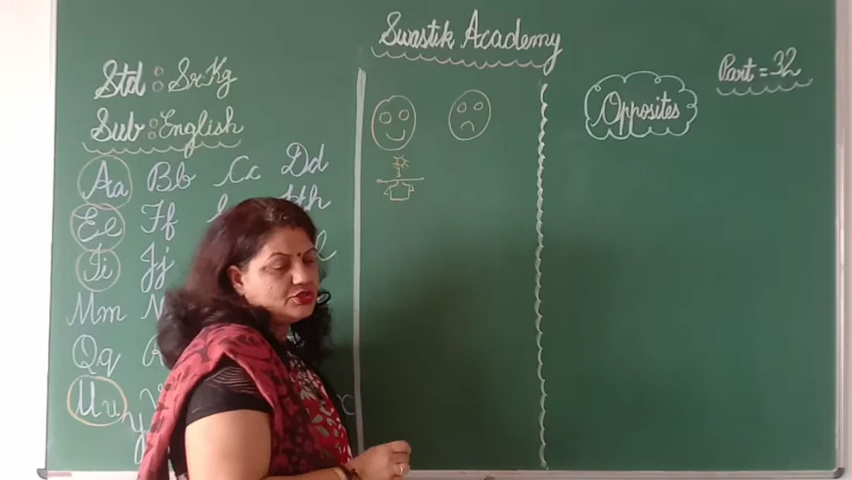 Swastik Academy
Part = 32
Std : Sr Kg
Sub : English
Opposites
Aa Bb Cc Dd
Ee Ff Hh
Ii Jj
Mm
Qq
Uu